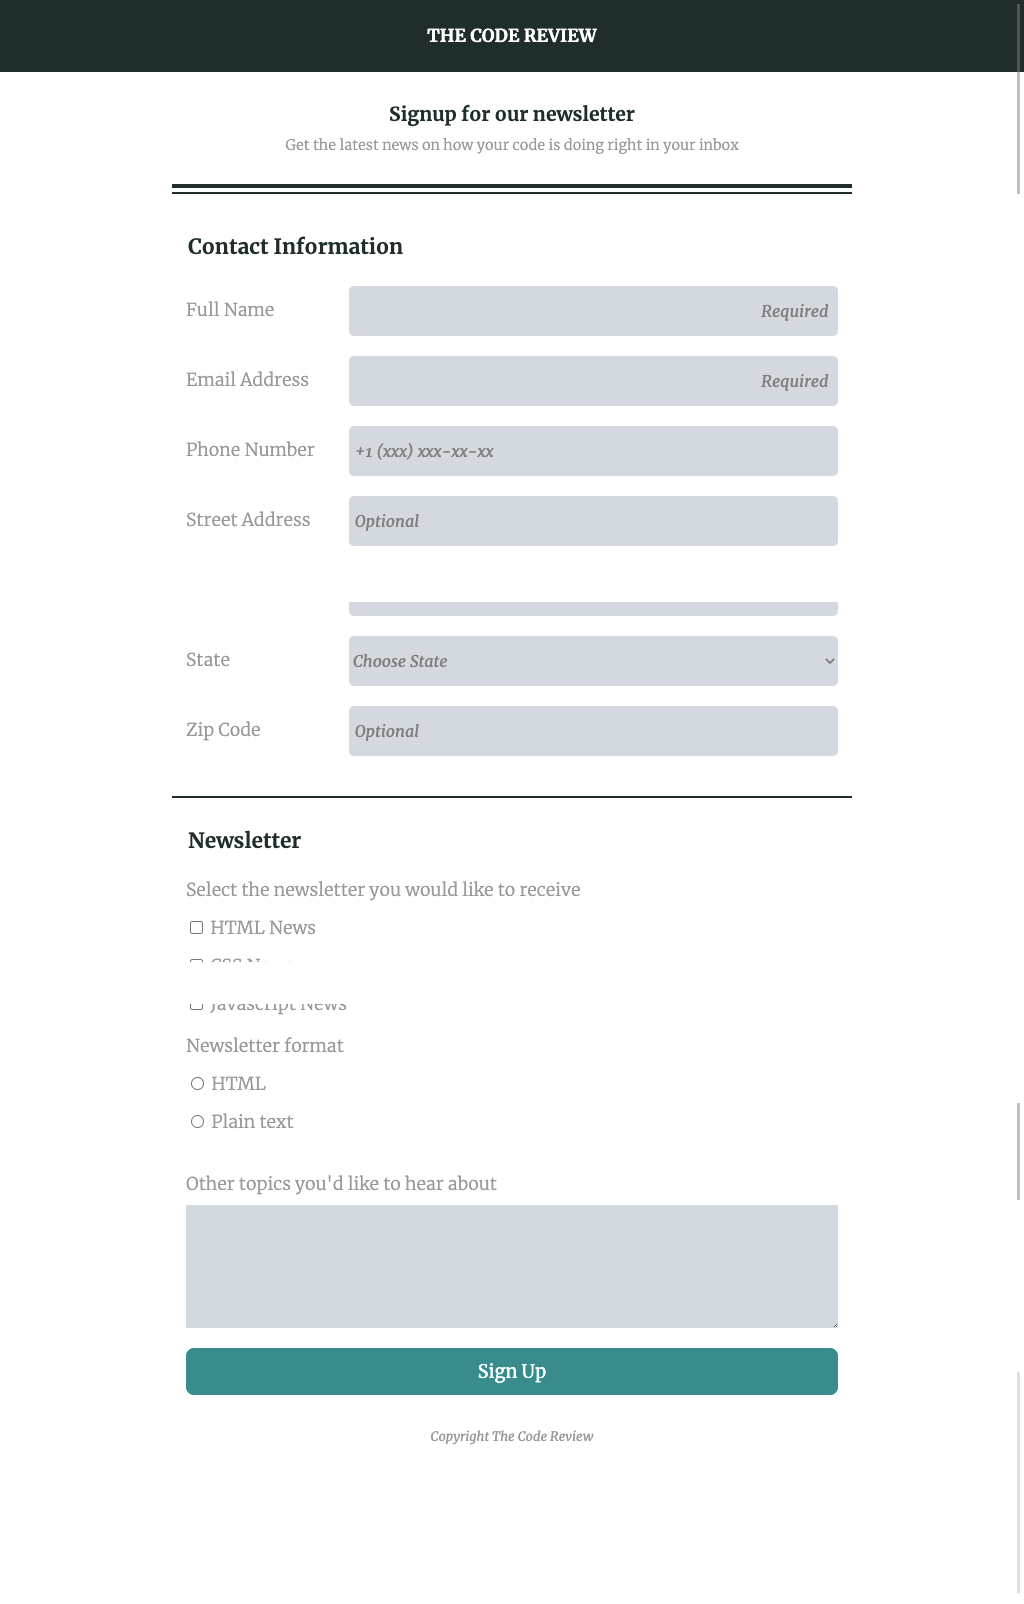 THE CODE REVIEW
Signup for our newsletter
Get the latest news on how your code is doing right in your inbox
Contact Information
Full Name
Required
Email Address
Required
Phone Number
+1 (xxx) xxx-xx-xx
Street Address
Optional
State
Choose State
Zip Code
Optional
Newsletter
Select the newsletter you would like to receive
HTML News
Javascript News
Newsletter format
HTML
Plain text
Other topics you'd like to hear about
Sign Up
Copyright The Code Review